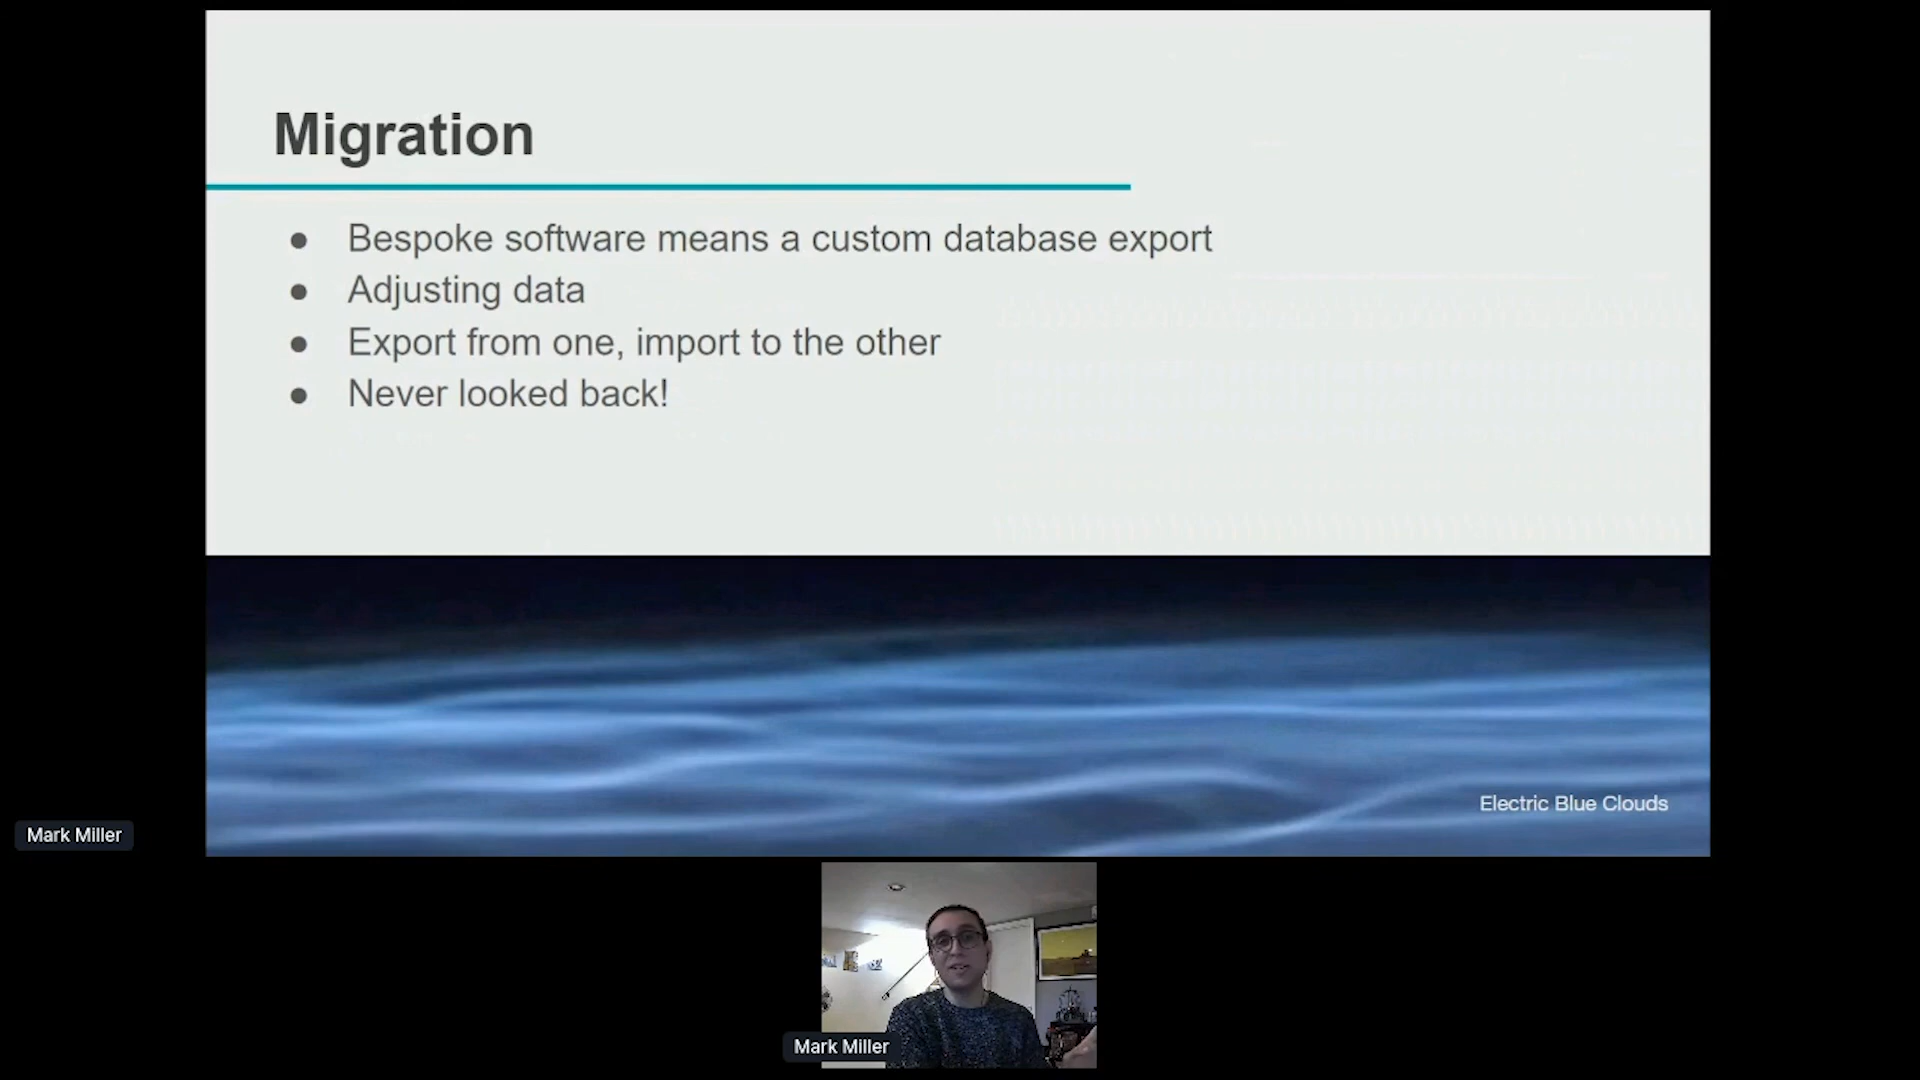 Migration
● Bespoke software means a custom database export
● Adjusting data
● Export from one, import to the other
● Never looked back!
Electric Blue Clouds
Mark Miller
Mark Miller